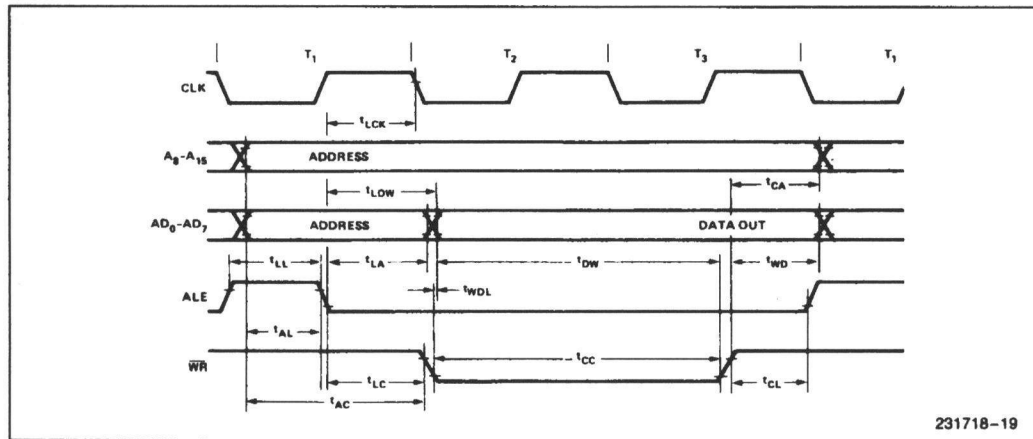 T1 T2 T3 T1
CLK
tLCK
A8-A15 ADDRESS
tLDW tCA
AD0-AD7 ADDRESS DATA OUT
tLL tLA tDW tWD
tWDL
ALE
tAL
tCC
WR
tLC tCL
tAC
231718-19